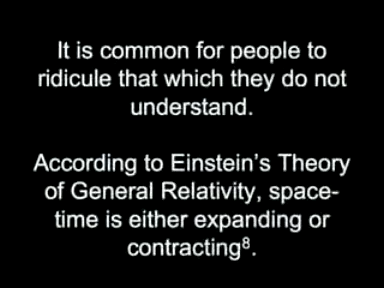 It is common for people to
ridicule that which they do not
understand.
According to Einstein’s Theory
of General Relativity, space-
time is either expanding or
contracting⁸.